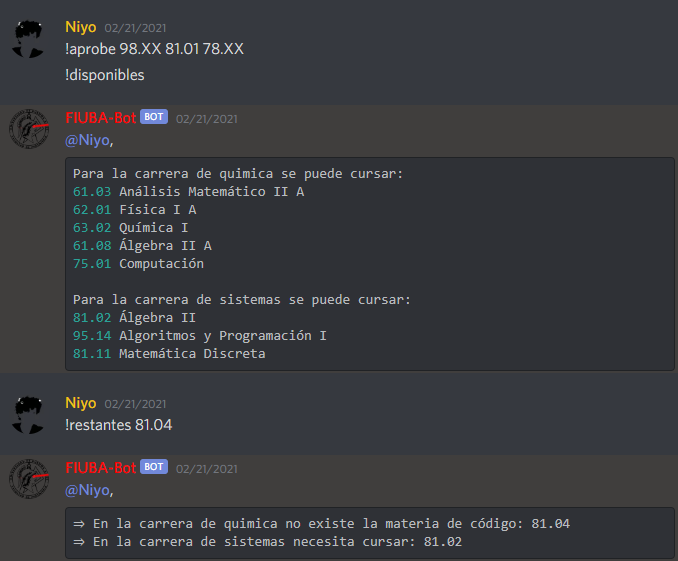 Niyo 02/21/2021
!aprobe 98.XX 81.01 78.XX
!disponibles
FIUBA-Bot BOT 02/21/2021
@Niyo,
Para la carrera de quimica se puede cursar:
61.03 Análisis Matemático II A
62.01 Física I A
63.02 Química I
61.08 Álgebra II A
75.01 Computación
Para la carrera de sistemas se puede cursar:
81.02 Álgebra II
95.14 Algoritmos y Programación I
81.11 Matemática Discreta
Niyo 02/21/2021
!restantes 81.04
FIUBA-Bot BOT 02/21/2021
@Niyo,
⇒ En la carrera de quimica no existe la materia de código: 81.04
⇒ En la carrera de sistemas necesita cursar: 81.02